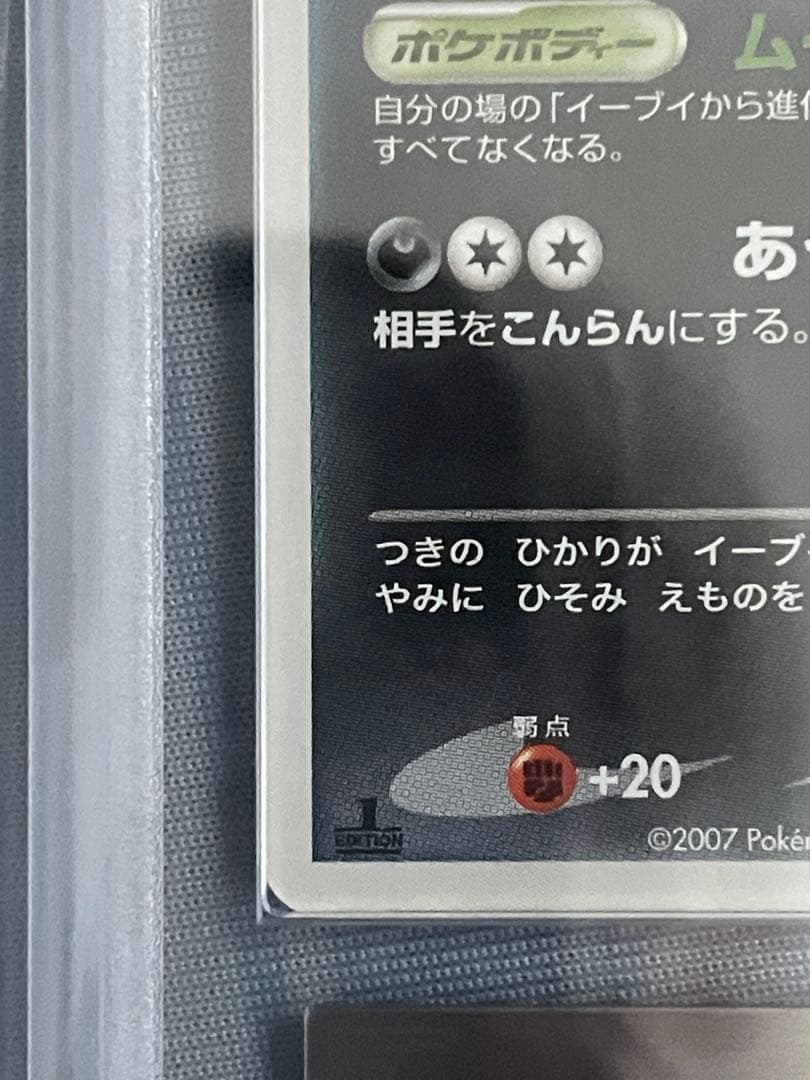 ポケボディー ム
自分の場の「イーブイから進化
すべてなくなる。
あ
相手をこんらんにする。
つきの ひかりが イーブ
やみに ひそみ えものを
弱点
+20
1
EDITION
©2007 Pokém